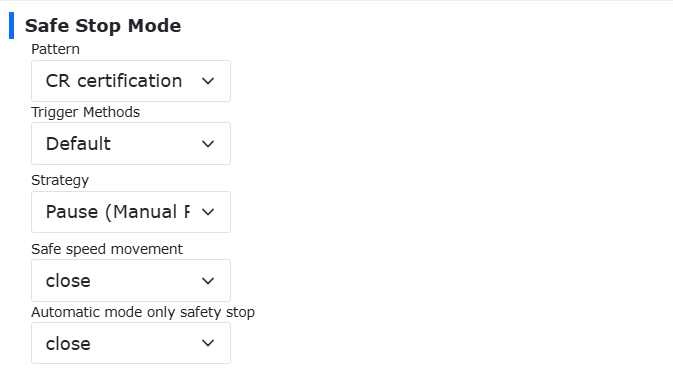 Safe Stop Mode
Pattern
CR certification
Trigger Methods
Default
Strategy
Pause (Manual
Safe speed movement
close
Automatic mode only safety stop
close